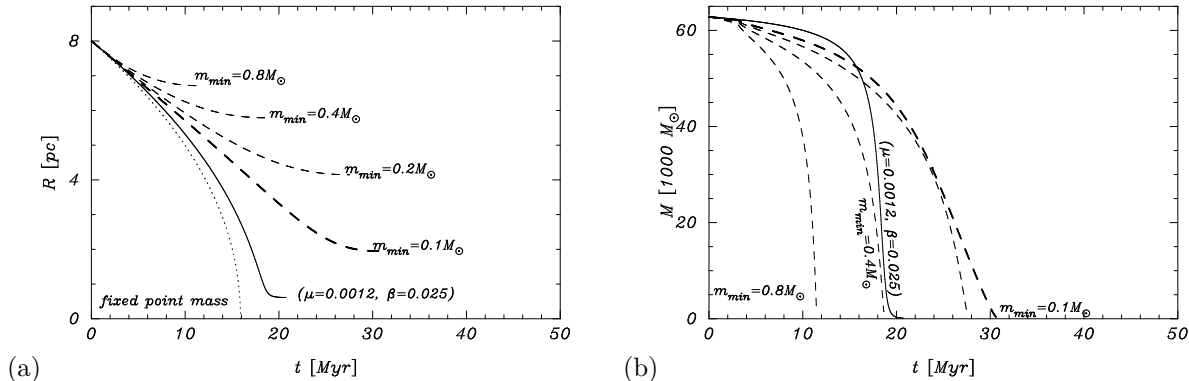 8
4
0
R [pc]
m_min=0.8M⊙
m_min=0.4M⊙
m_min=0.2M⊙
m_min=0.1M⊙
(μ=0.0012, β=0.025)
fixed point mass
0 10 20 30 40 50
t [Myr]
(a)
60
40
20
0
M [1000 M⊙]
(μ=0.0012, β=0.025)
m_min=0.4M⊙
m_min=0.8M⊙
m_min=0.1M⊙
0 10 20 30 40 50
t [Myr]
(b)